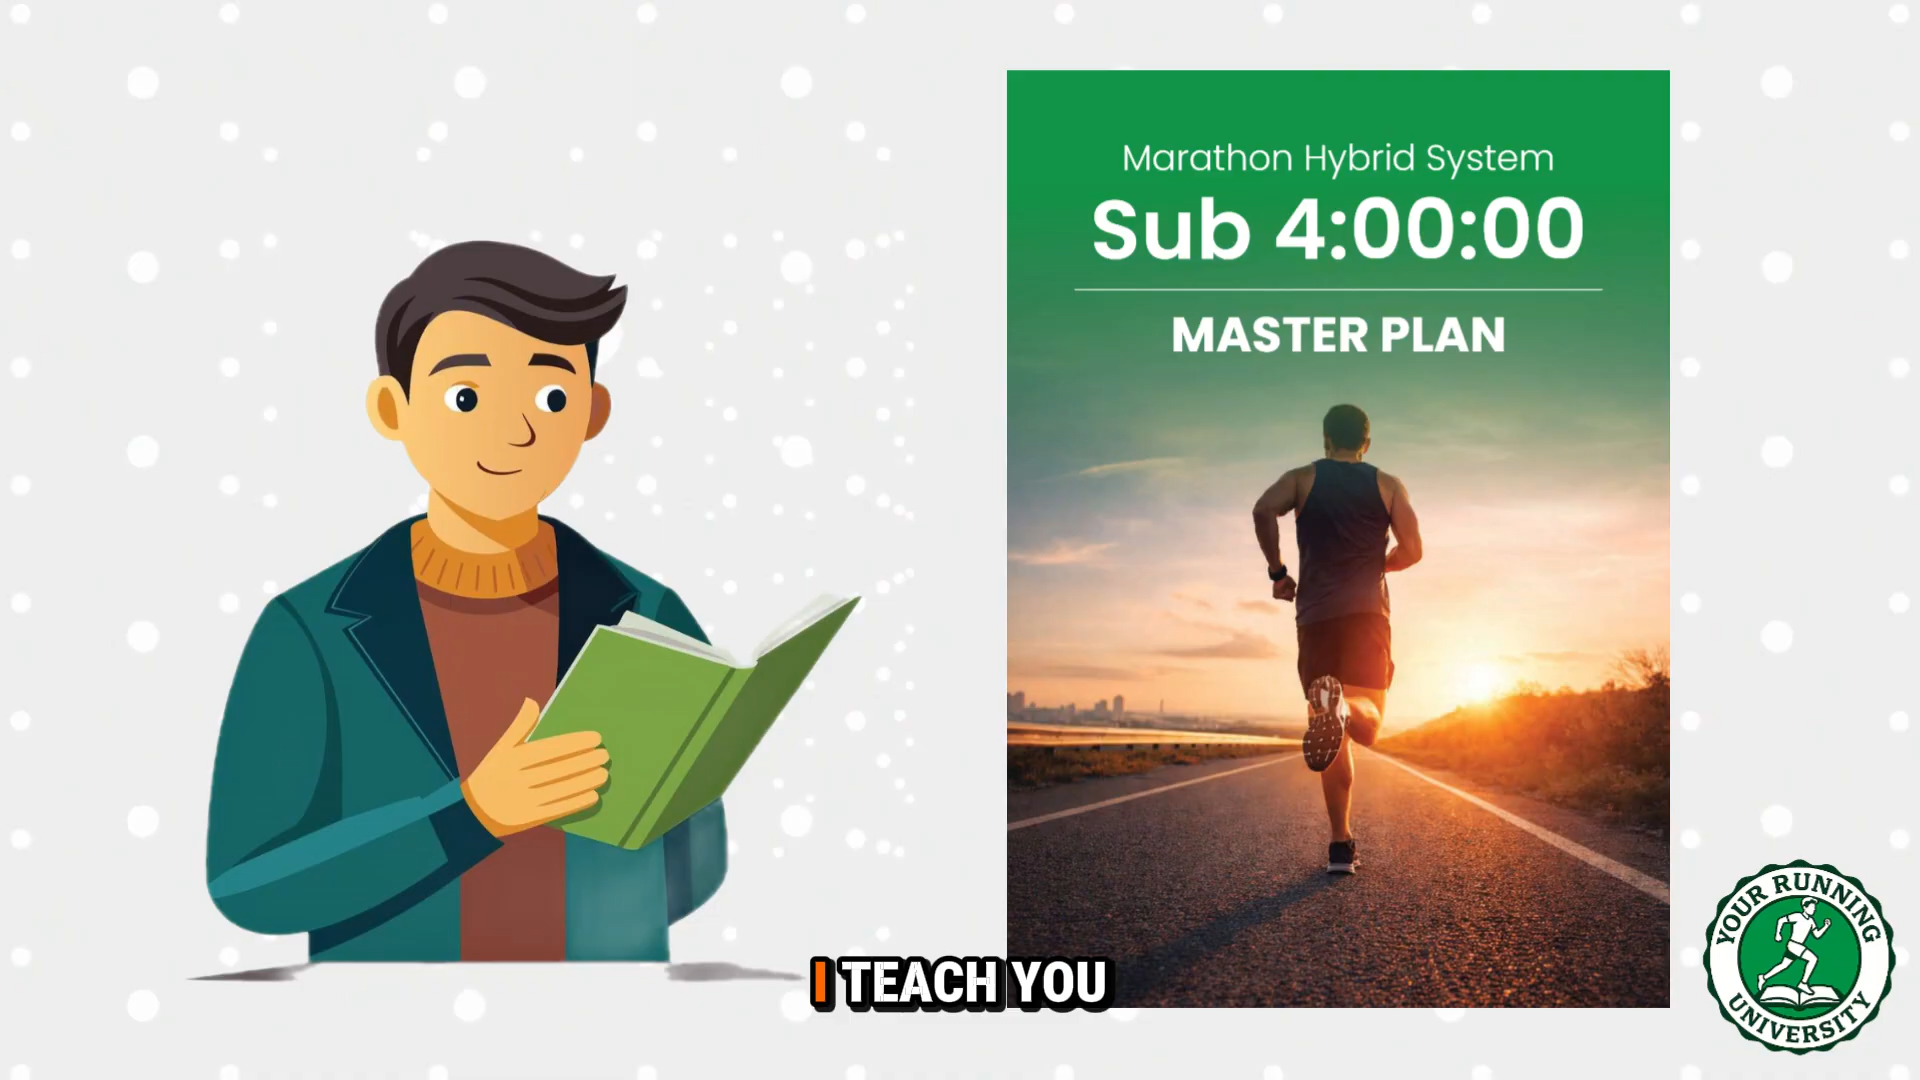 Marathon Hybrid System
Sub 4:00:00
MASTER PLAN
I TEACH YOU
YOUR RUNNING
UNIVERSITY